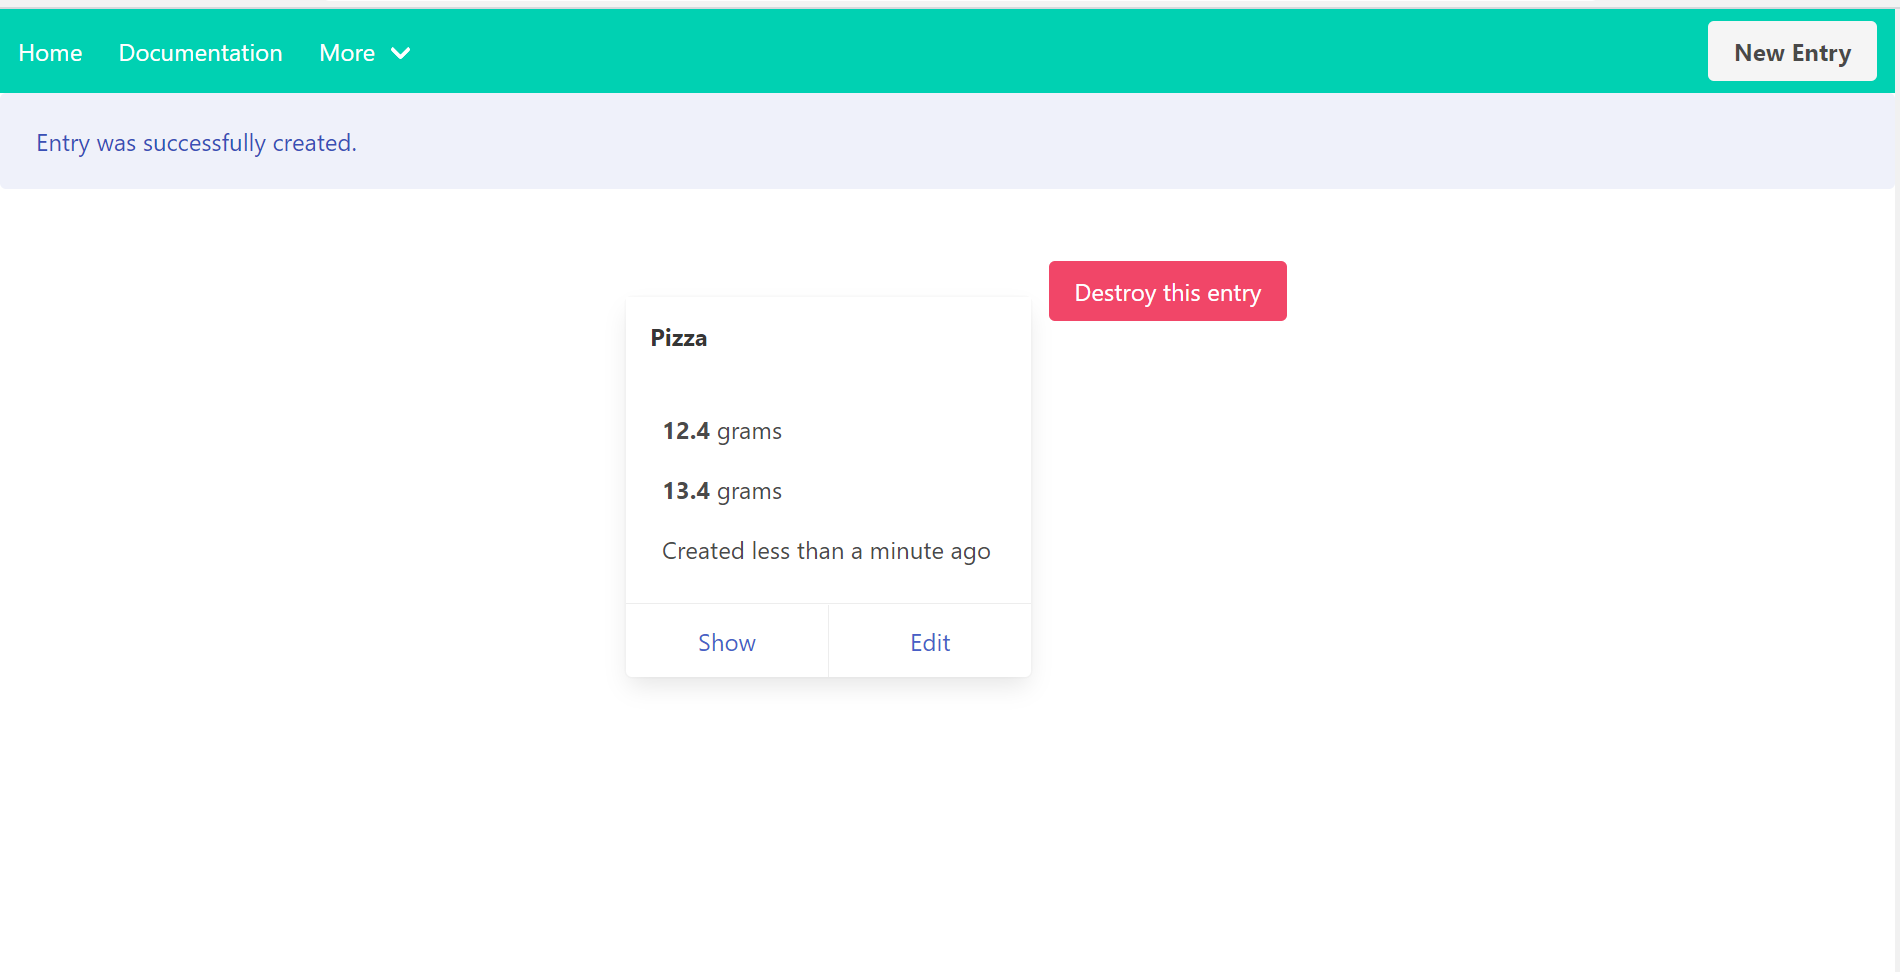 Home Documentation More New Entry
Entry was successfully created.
Destroy this entry
Pizza
12.4 grams
13.4 grams
Created less than a minute ago
Show Edit